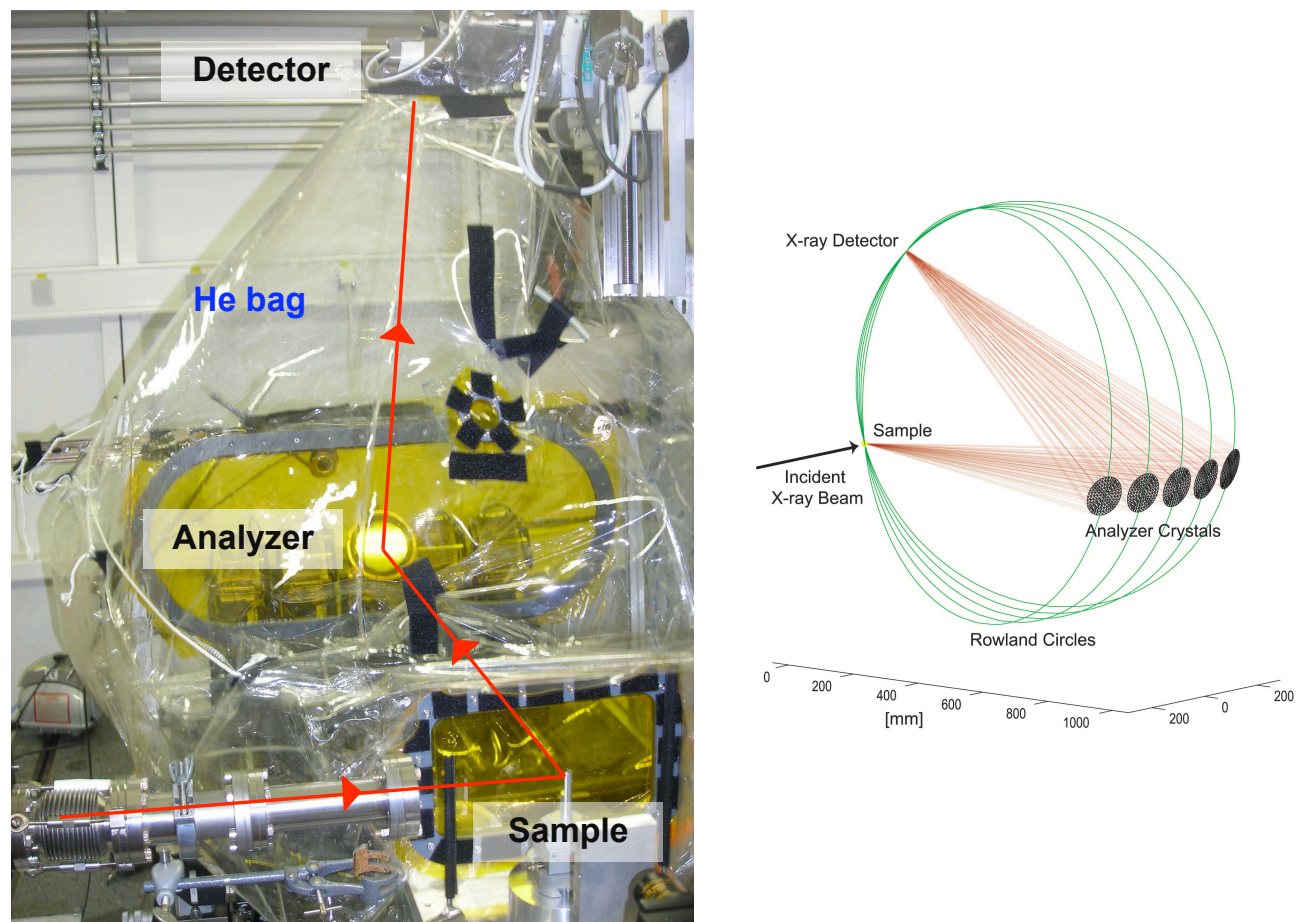 Detector
He bag
Analyzer
Sample
X-ray Detector
Sample
Incident
X-ray Beam
Analyzer Crystals
Rowland Circles
0
200
400
600
800
1000
[mm]
200
0
200